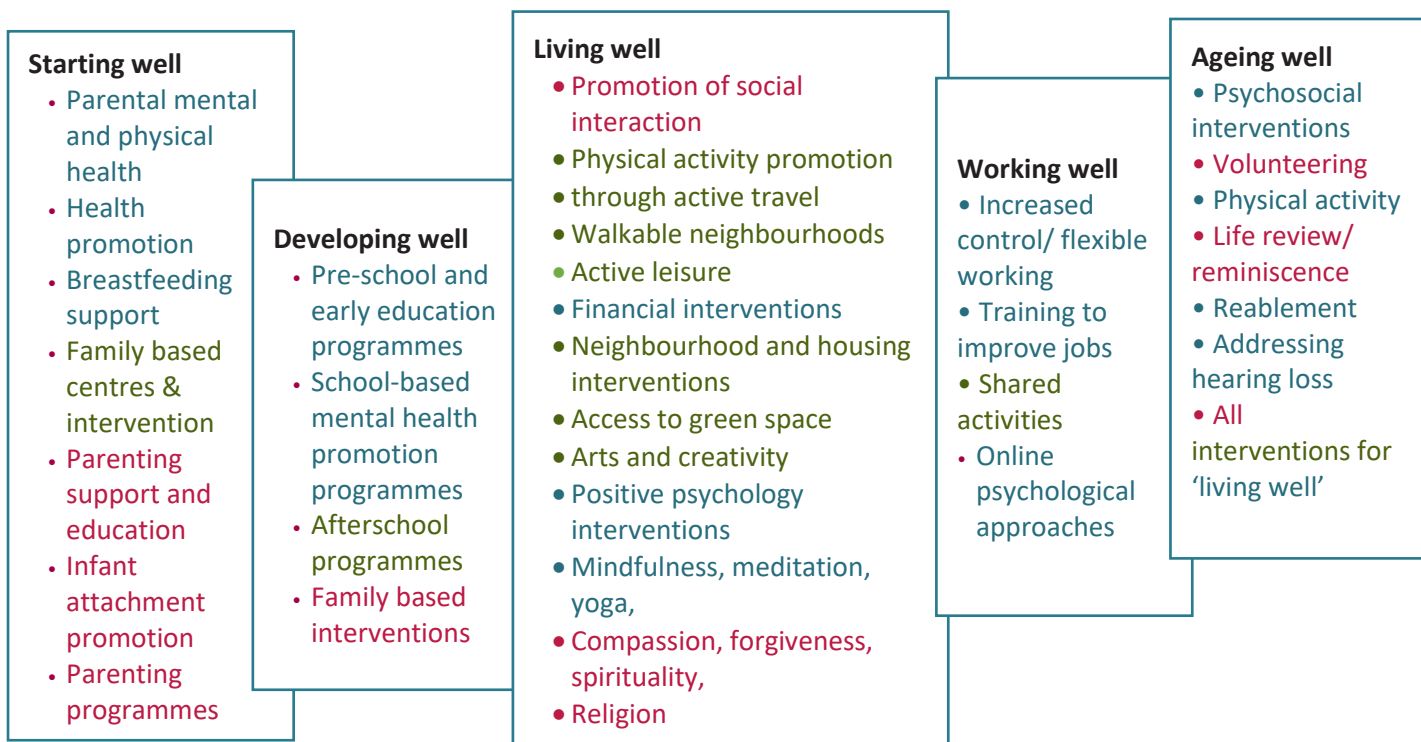 Starting well
• Parental mental
and physical
health
• Health
promotion
• Breastfeeding
support
• Family based
centres &
intervention
• Parenting
support and
education
• Infant
attachment
promotion
• Parenting
programmes
Developing well
• Pre-school and
early education
programmes
• School-based
mental health
promotion
programmes
• Afterschool
programmes
• Family based
interventions
Living well
• Promotion of social
interaction
• Physical activity promotion
• through active travel
• Walkable neighbourhoods
• Active leisure
• Financial interventions
• Neighbourhood and housing
interventions
• Access to green space
• Arts and creativity
• Positive psychology
interventions
• Mindfulness, meditation,
yoga,
• Compassion, forgiveness,
spirituality,
• Religion
Working well
• Increased
control/ flexible
working
• Training to
improve jobs
• Shared
activities
• Online
psychological
approaches
Ageing well
• Psychosocial
interventions
• Volunteering
• Physical activity
• Life review/
reminiscence
• Reablement
• Addressing
hearing loss
• All
interventions for
‘living well’